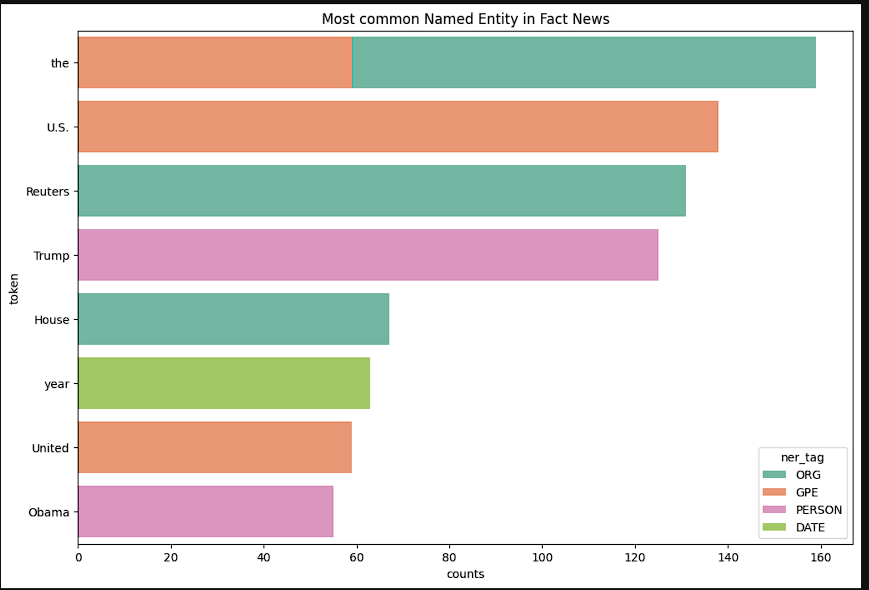 Most common Named Entity in Fact News
the
U.S.
Reuters
Trump
House
year
United
Obama
token
0 20 40 60 80 100 120 140 160
counts
ner_tag
ORG
GPE
PERSON
DATE